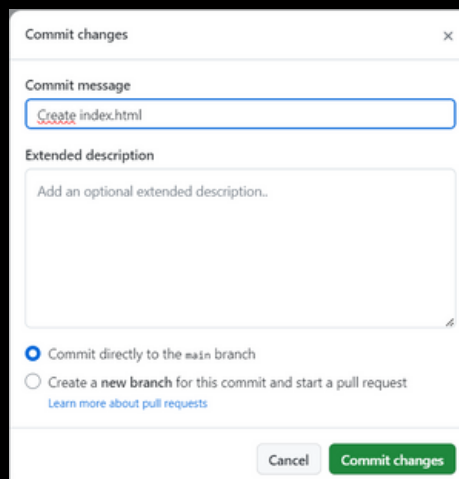 Commit changes
Commit message
Create index.html
Extended description
Add an optional extended description..
Commit directly to the main branch
Create a new branch for this commit and start a pull request
Learn more about pull requests
Cancel
Commit changes